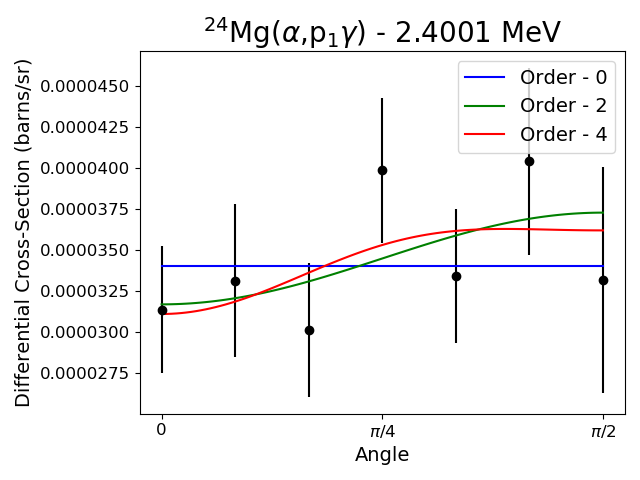 ²⁴Mg(α,p₁γ) - 2.4001 MeV
Differential Cross-Section (barns/sr)
0.0000450
0.0000425
0.0000400
0.0000375
0.0000350
0.0000325
0.0000300
0.0000275
Order - 0
Order - 2
Order - 4
0
π/4
π/2
Angle